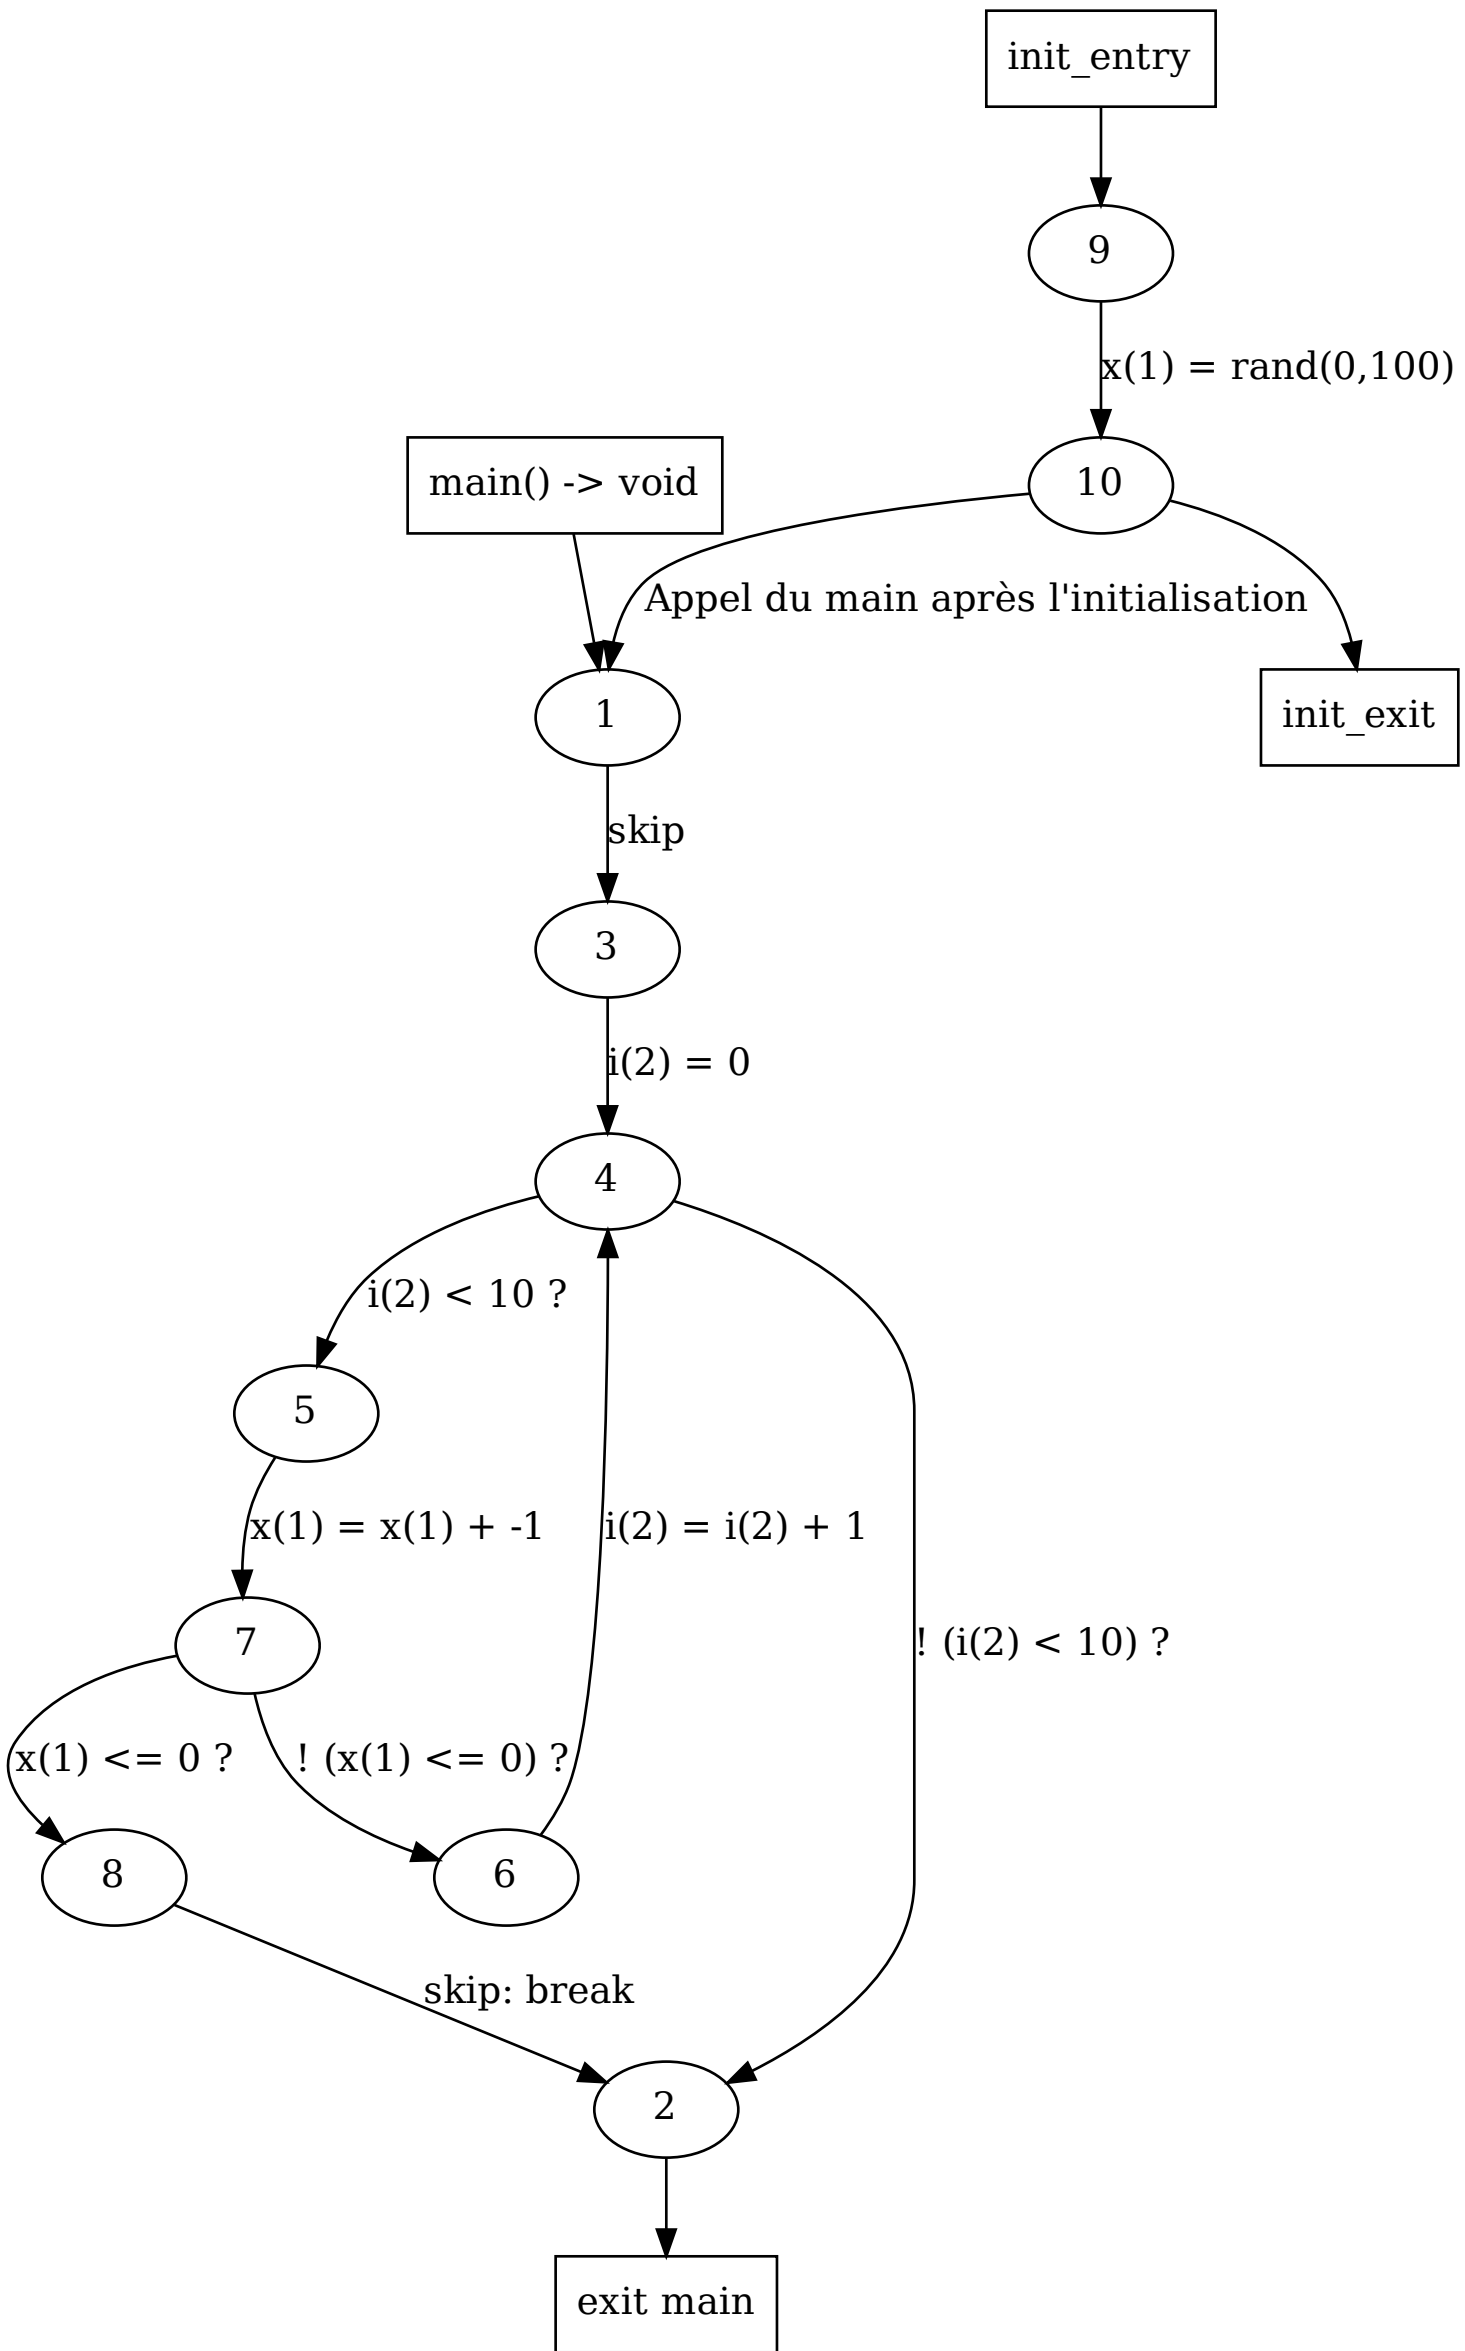 init_entry
9
x(1) = rand(0,100)
main() -> void
10
Appel du main après l'initialisation
1
init_exit
skip
3
i(2) = 0
4
i(2) < 10 ?
5
x(1) = x(1) + -1
i(2) = i(2) + 1
7
! (i(2) < 10) ?
x(1) <= 0 ?
! (x(1) <= 0) ?
8
6
skip: break
2
exit main